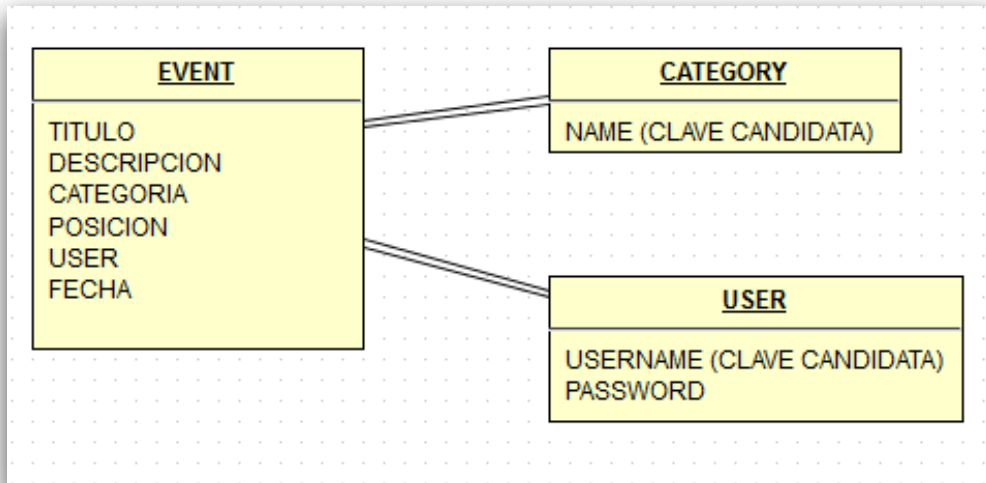 EVENT
TITULO
DESCRIPCION
CATEGORIA
POSICION
USER
FECHA
CATEGORY
NAME (CLAVE CANDIDATA)
USER
USERNAME (CLAVE CANDIDATA)
PASSWORD